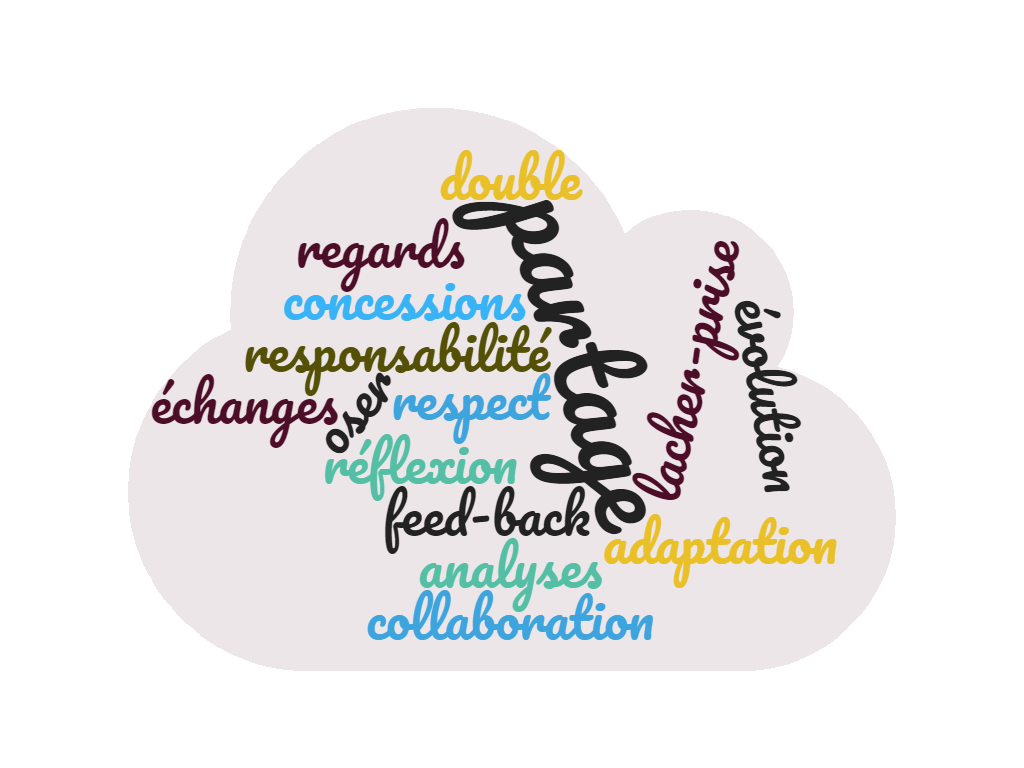 double
partage
regards
lacher-prise
concessions
évolution
responsabilité
échanges
oser
respect
réflexion
feed-back
adaptation
analyses
collaboration